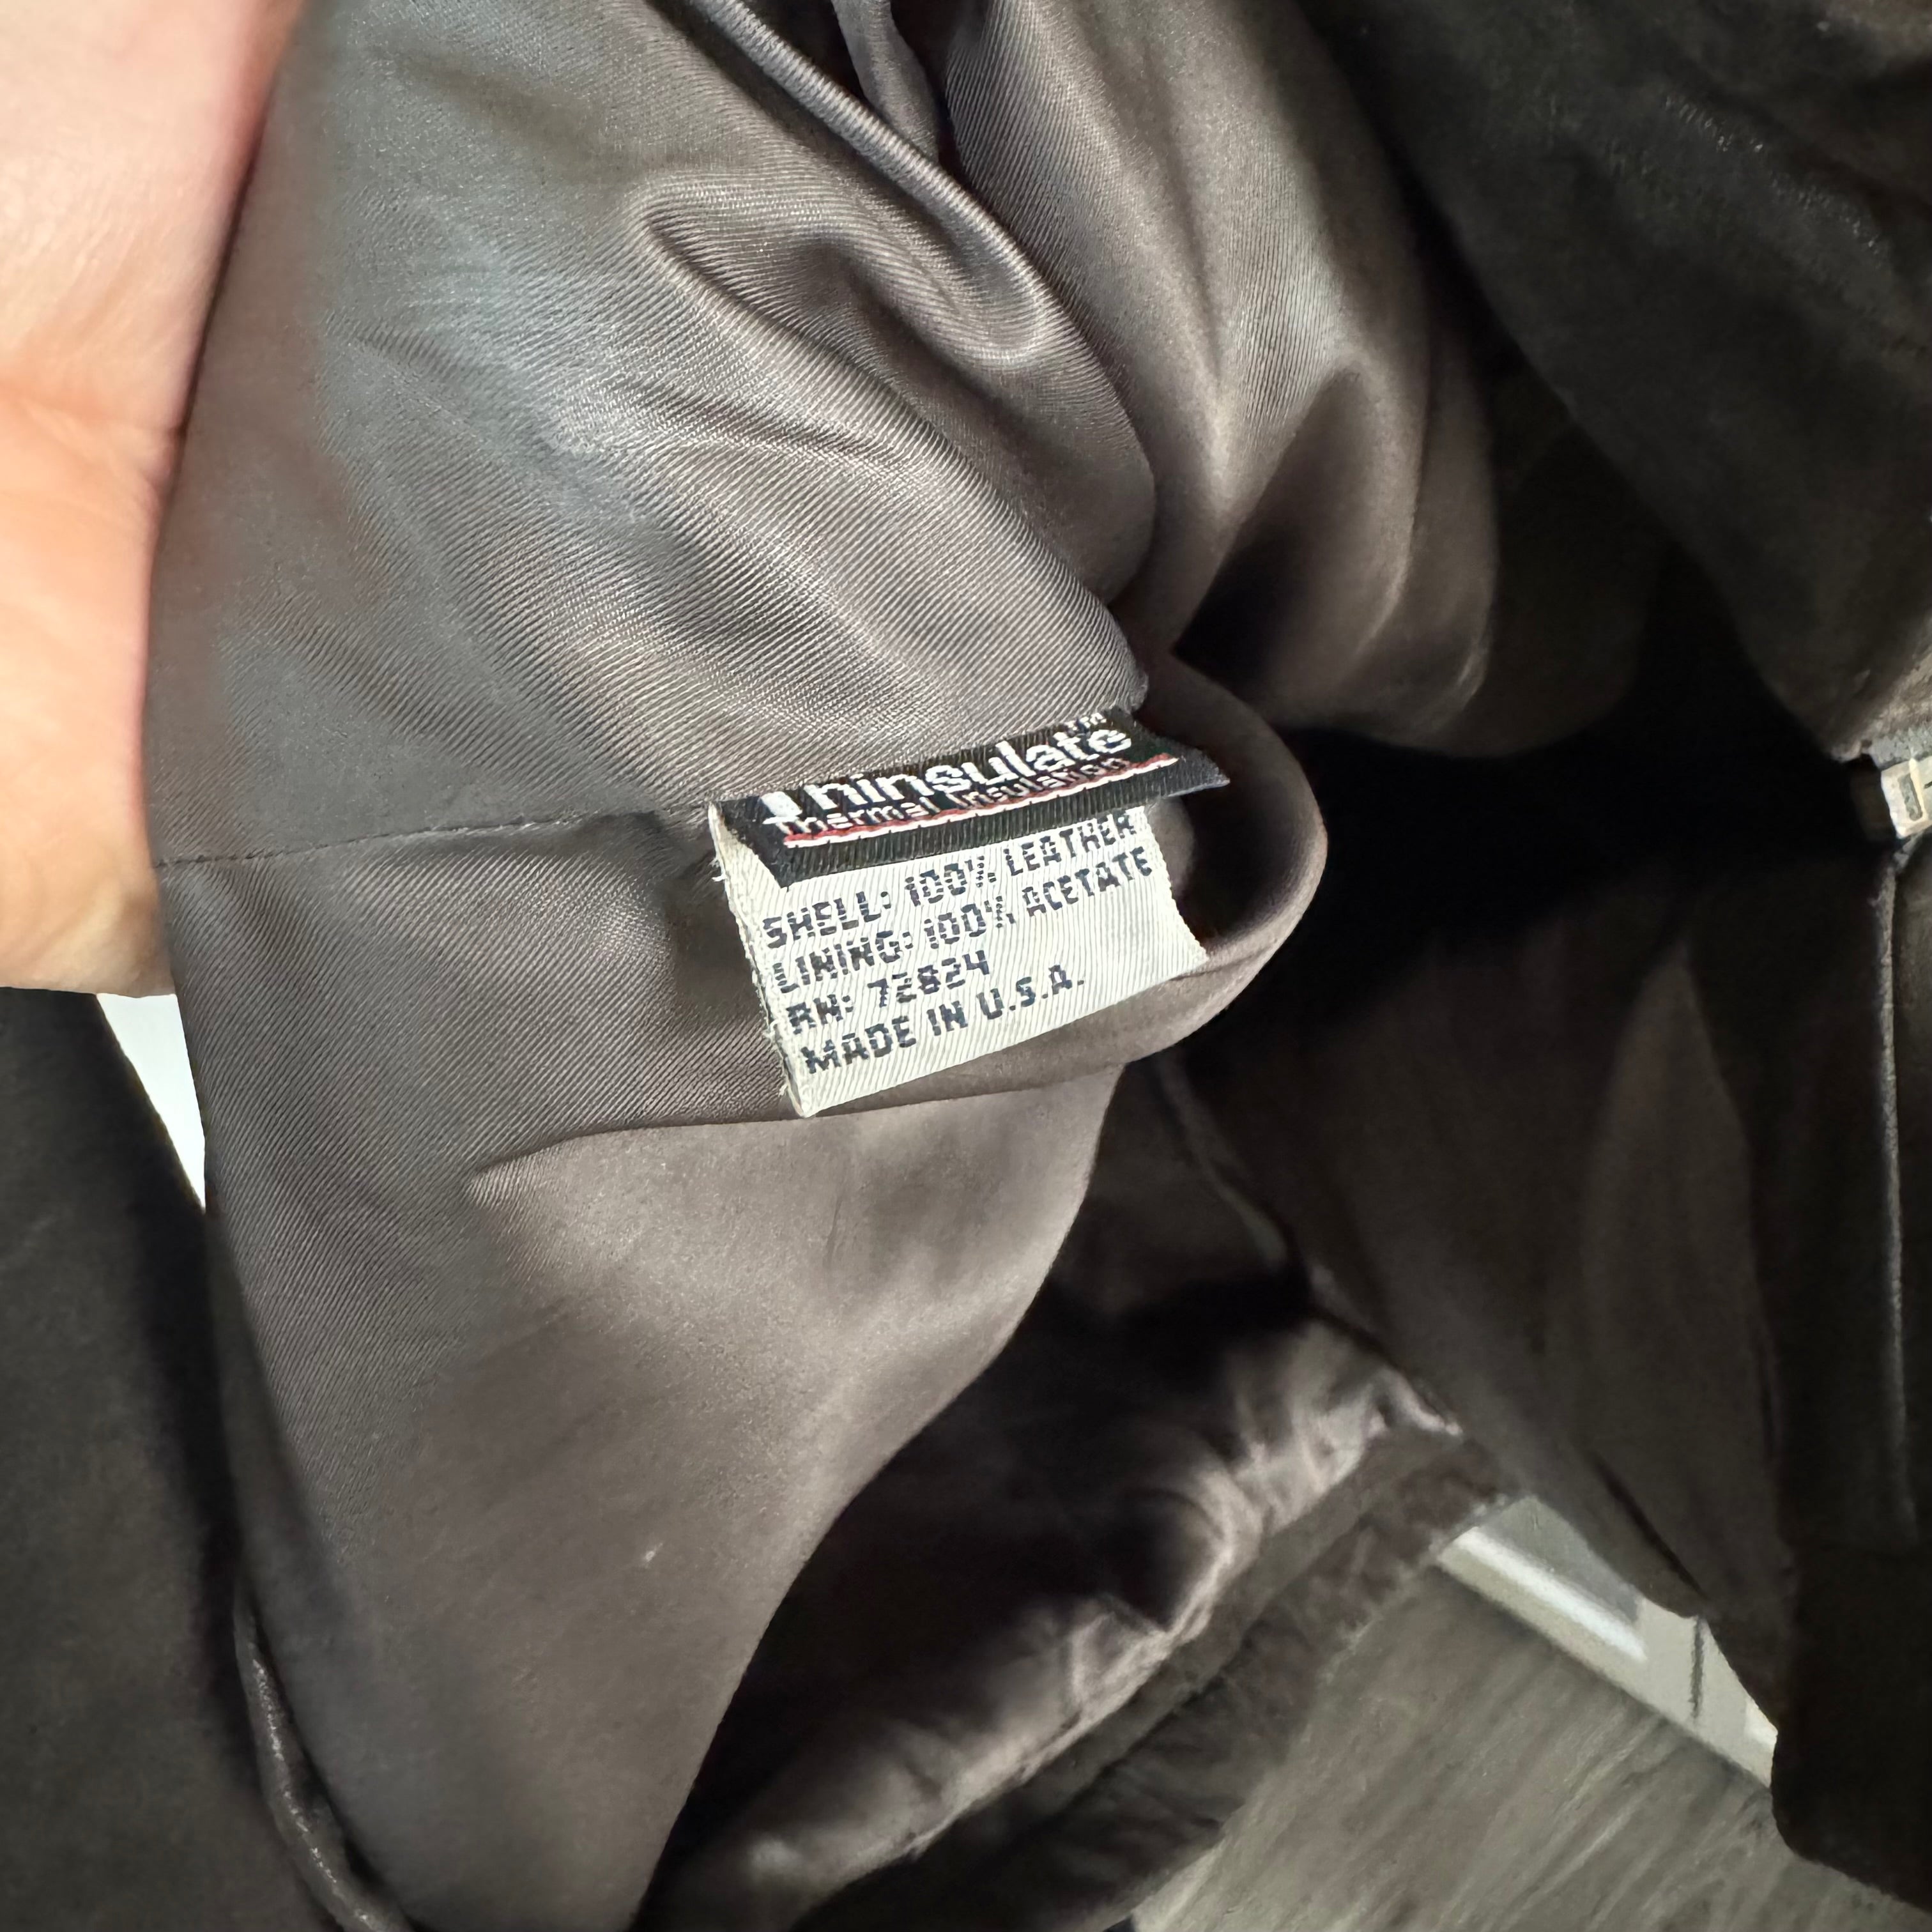 Thinsulate™
Thermal Insulation
SHELL: 100% LEATHER
LINING: 100% ACETATE
RN: 72824
MADE IN U.S.A.